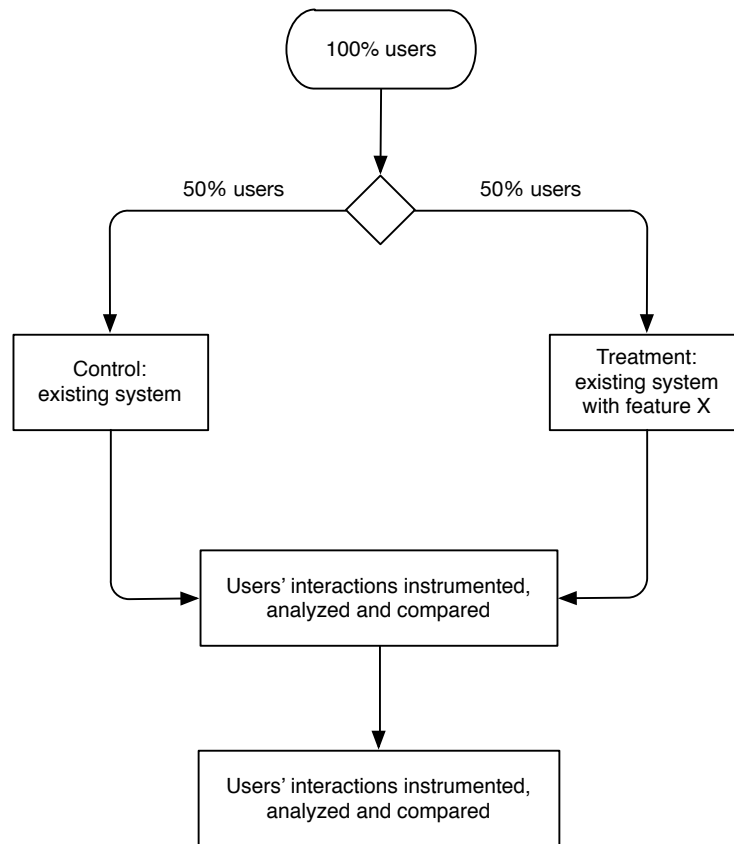 100% users
50% users
50% users
Control:
existing system
Treatment:
existing system
with feature X
Users’ interactions instrumented,
analyzed and compared
Users’ interactions instrumented,
analyzed and compared